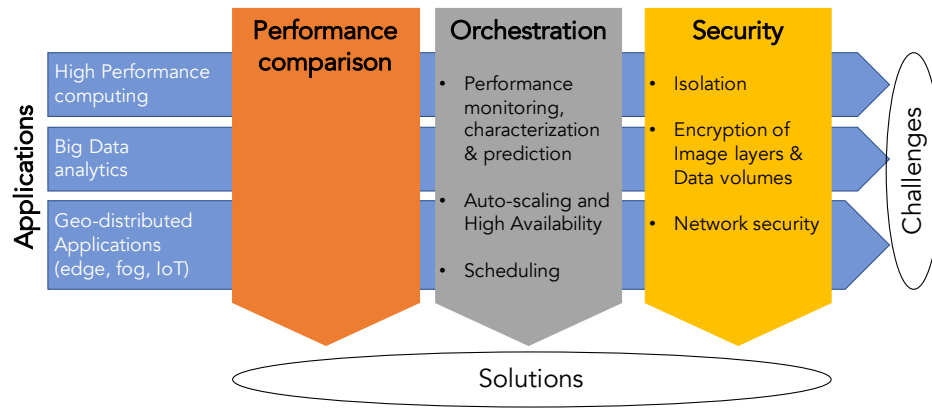 Applications
High Performance
computing
Big Data
analytics
Geo-distributed
Applications
(edge, fog, IoT)
Performance
comparison
Orchestration
• Performance
monitoring,
characterization
& prediction
• Auto-scaling and
High Availability
• Scheduling
Security
• Isolation
• Encryption of
Image layers &
Data volumes
• Network security
Challenges
Solutions